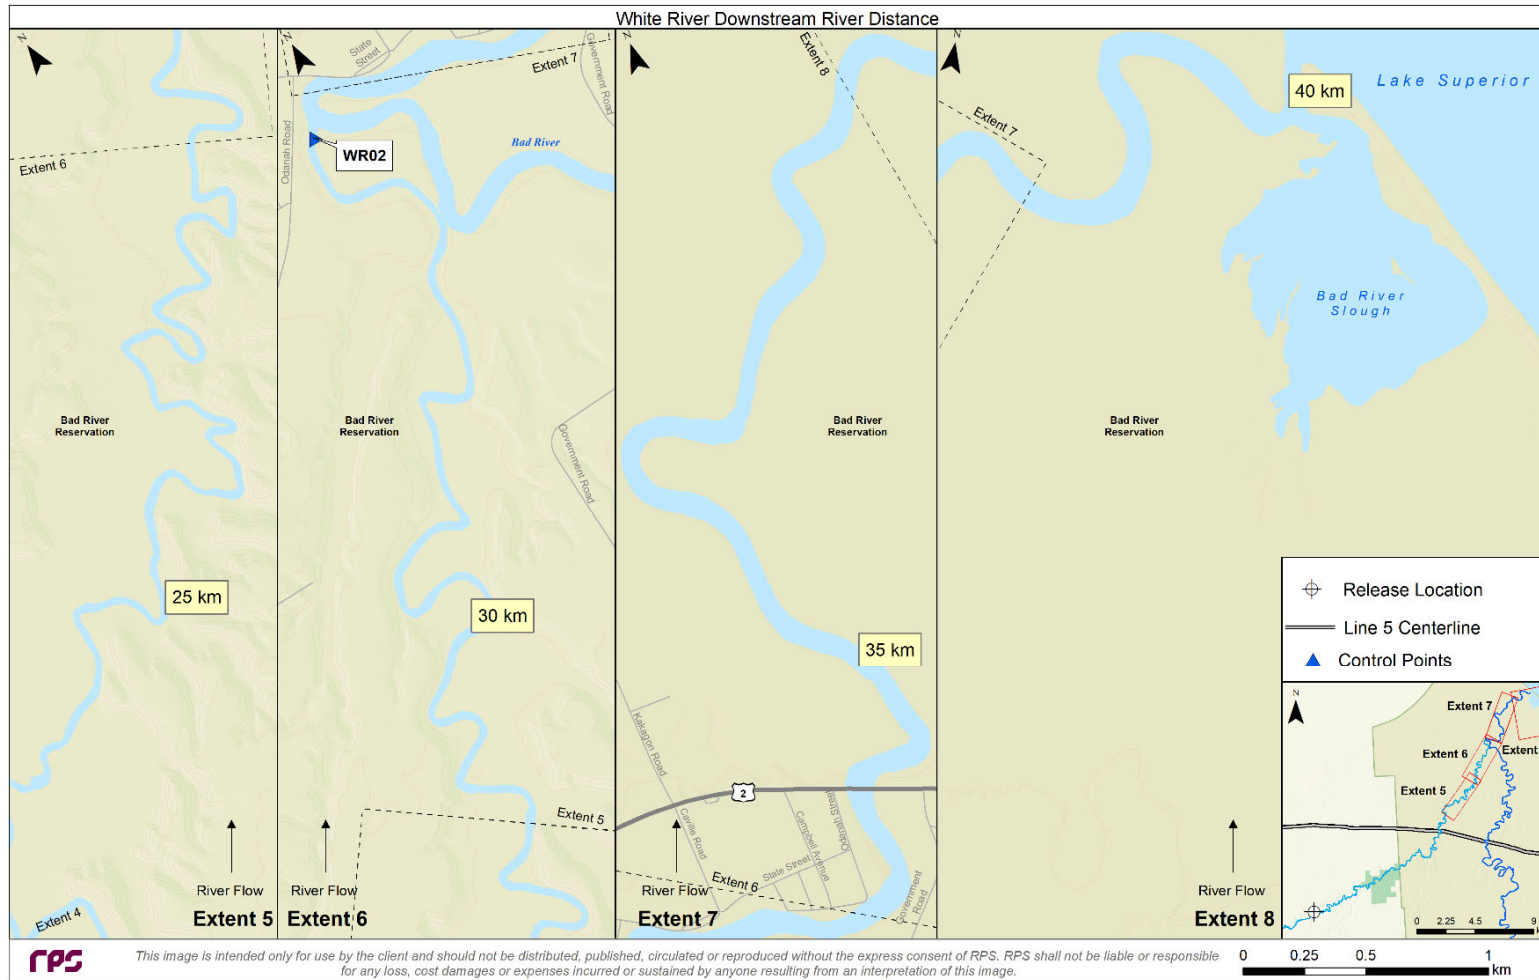 White River Downstream River Distance
N
Extent 6
25 km
Bad River
Reservation
River Flow
Extent 4
Extent 5
N
State
Street
Extent 7
Government Road
Odanah Road
WR02
Bad River
Bad River
Reservation
Government Road
30 km
Extent 5
River Flow
Extent 6
N
Extent 8
Bad River
Reservation
35 km
Kakagon Road
2
Caville Road
Campbell Avenue
Odanah Street
State Street
Extent 6
Government
Road
River Flow
Extent 7
N
Extent 7
40 km
Lake Superior
Bad River
Slough
Bad River
Reservation
River Flow
Extent 8
Release Location
Line 5 Centerline
Control Points
N
Extent 7
Extent 6
Extent
Extent 5
0 2.25 4.5 9
rps
This image is intended only for use by the client and should not be distributed, published, circulated or reproduced without the express consent of RPS. RPS shall not be liable or responsible
for any loss, cost damages or expenses incurred or sustained by anyone resulting from an interpretation of this image.
0 0.25 0.5 1
km